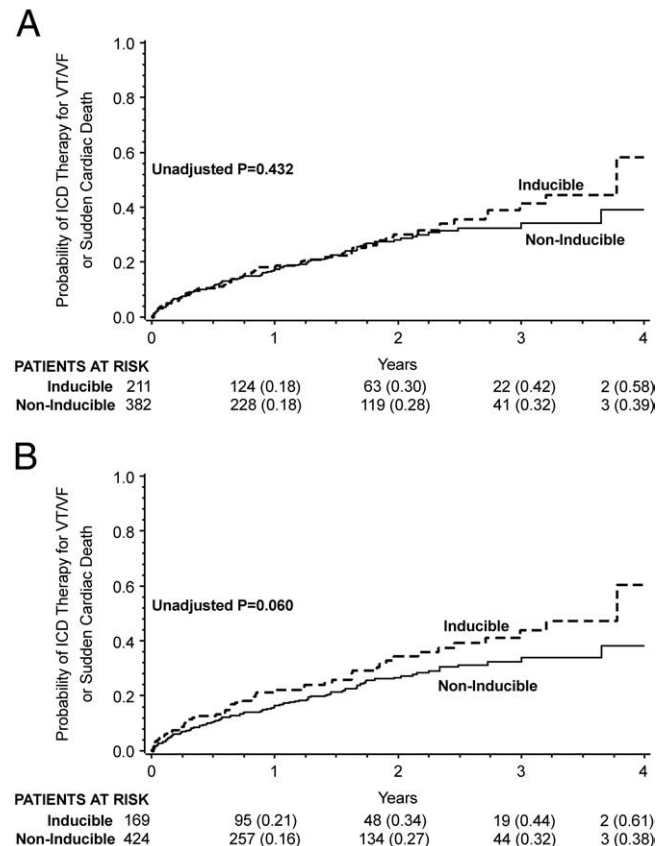 A
Probability of ICD Therapy for VT/VF
or Sudden Cardiac Death
1.0
0.8
0.6
0.4
0.2
0.0
Unadjusted P=0.432
Inducible
Non-Inducible
0 1 2 3 4
Years
PATIENTS AT RISK
Inducible 211 124 (0.18) 63 (0.30) 22 (0.42) 2 (0.58)
Non-Inducible 382 228 (0.18) 119 (0.28) 41 (0.32) 3 (0.39)
B
Probability of ICD Therapy for VT/VF
or Sudden Cardiac Death
1.0
0.8
0.6
0.4
0.2
0.0
Unadjusted P=0.060
Inducible
Non-Inducible
0 1 2 3 4
Years
PATIENTS AT RISK
Inducible 169 95 (0.21) 48 (0.34) 19 (0.44) 2 (0.61)
Non-Inducible 424 257 (0.16) 134 (0.27) 44 (0.32) 3 (0.38)